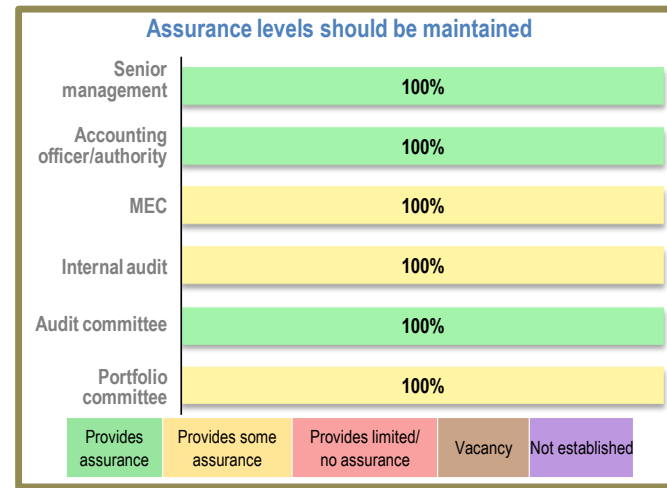 Assurance levels should be maintained
Senior
management
100%
Accounting
officer/authority
100%
MEC
100%
Internal audit
100%
Audit committee
100%
Portfolio
committee
100%
Provides
assurance
Provides some
assurance
Provides limited/
no assurance
Vacancy
Not established